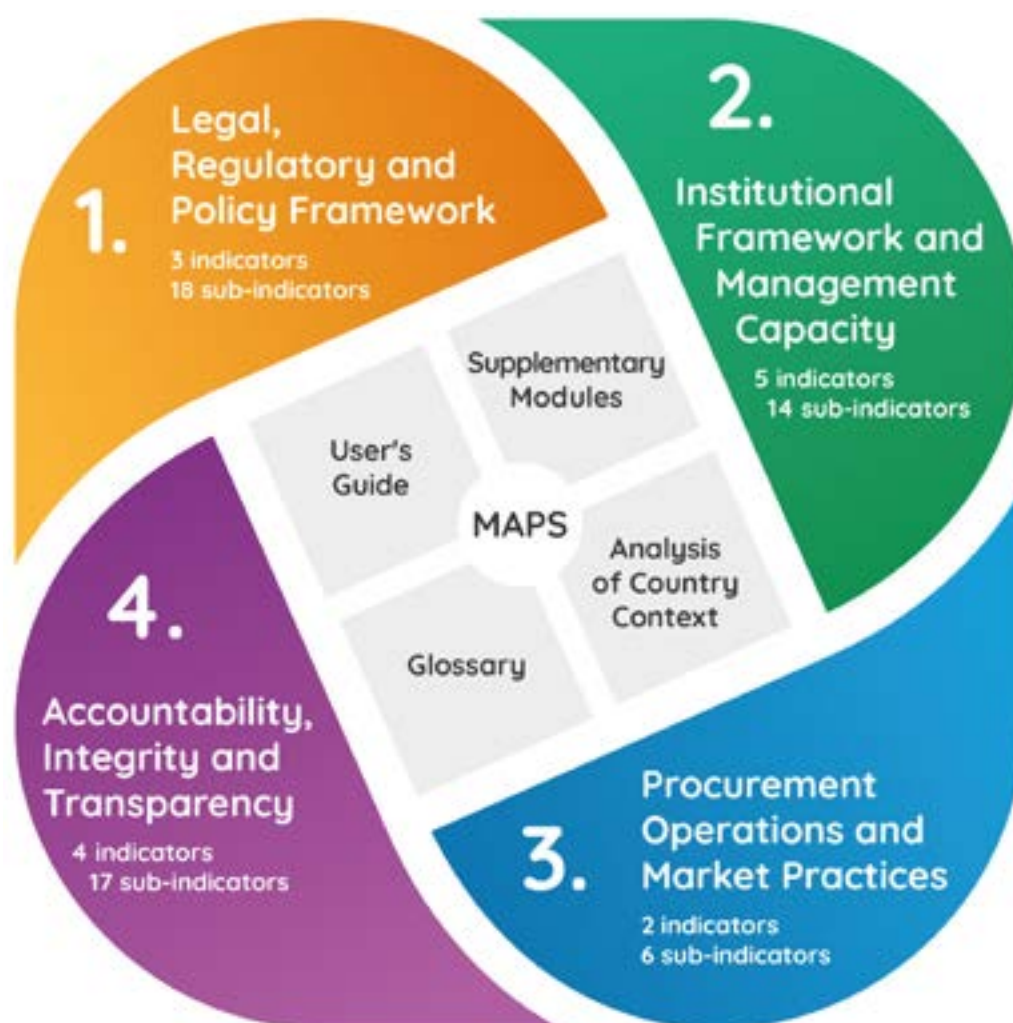 1.
Legal,
Regulatory and
Policy Framework
3 indicators
18 sub-indicators
2.
Institutional
Framework and
Management
Capacity
5 indicators
14 sub-indicators
Supplementary
Modules
User's
Guide
MAPS
Analysis
of Country
Context
Glossary
4.
Accountability,
Integrity and
Transparency
4 indicators
17 sub-indicators
3.
Procurement
Operations and
Market Practices
2 indicators
6 sub-indicators